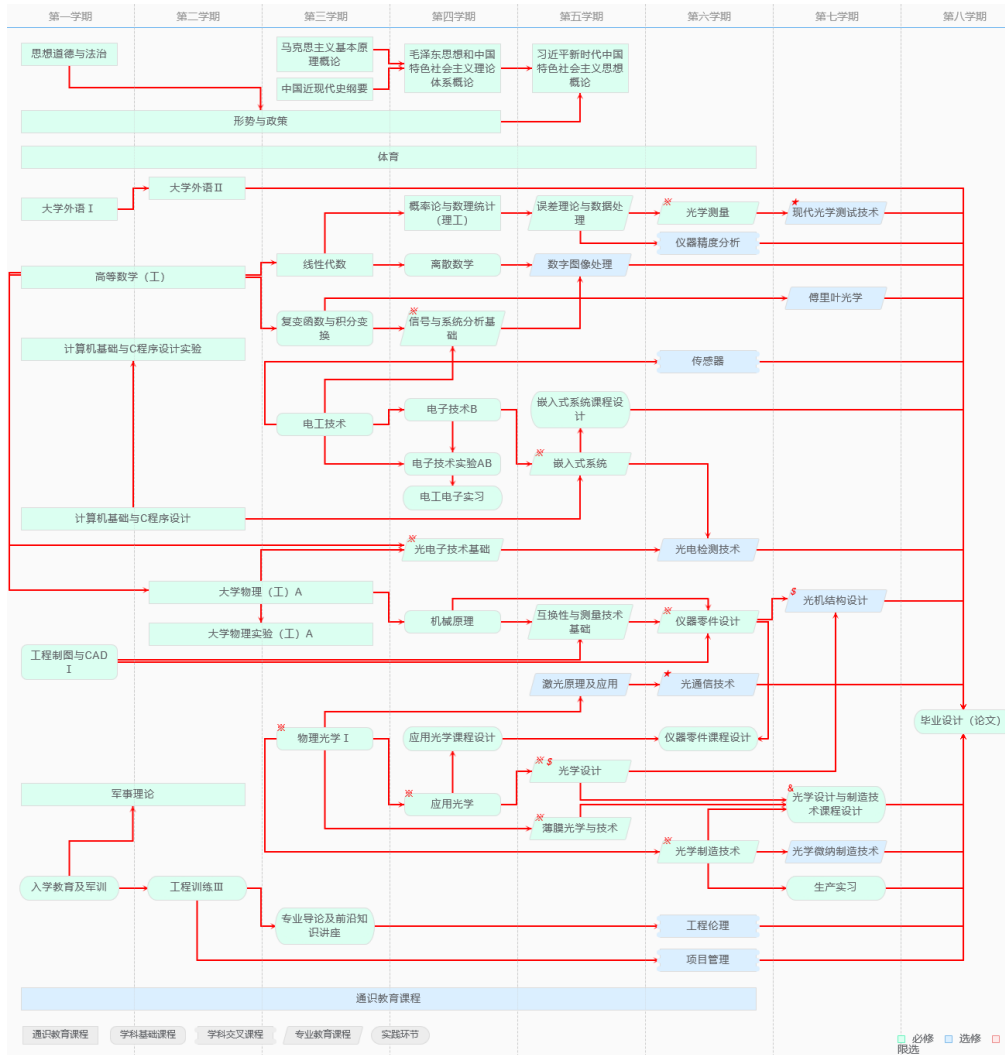 第一学期
第二学期
第三学期
第四学期
第五学期
第六学期
第七学期
第八学期
思想道德与法治
马克思主义基本原
理概论
中国近现代史纲要
毛泽东思想和中国
特色社会主义理论
体系概论
习近平新时代中国
特色社会主义思想
概论
形势与政策
体育
大学外语Ⅱ
大学外语Ⅰ
概率论与数理统计
(理工)
误差理论与数据处
理
※
光学测量
★
现代光学测试技术
仪器精度分析
高等数学(工)
线性代数
离散数学
数字图像处理
傅里叶光学
复变函数与积分变
换
※
信号与系统分析基
础
计算机基础与C程序设计实验
传感器
电工技术
电子技术B
嵌入式系统课程设
计
电子技术实验AB
※
嵌入式系统
电工电子实习
计算机基础与C程序设计
※
光电子技术基础
光电检测技术
大学物理(工)A
$
光机结构设计
机械原理
互换性与测量技术
基础
※
仪器零件设计
大学物理实验(工)A
工程制图与CAD
Ⅰ
激光原理及应用
★
光通信技术
毕业设计(论文)
※
物理光学Ⅰ
应用光学课程设计
仪器零件课程设计
※ $
光学设计
军事理论
※
应用光学
&
光学设计与制造技
术课程设计
※
薄膜光学与技术
※
光学制造技术
光学微纳制造技术
入学教育及军训
工程训练Ⅲ
生产实习
专业导论及前沿知
识讲座
工程伦理
项目管理
通识教育课程
通识教育课程
学科基础课程
学科交叉课程
专业教育课程
实践环节
必修
选修
限选